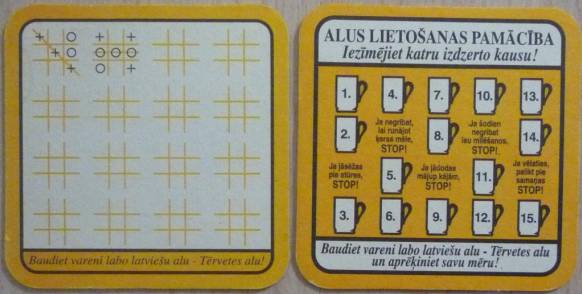 Baudiet vareni labo latviešu alu - Tērvetes alu!
ALUS LIETOŠANAS PAMĀCĪBA
Iezīmējiet katru izdzerto kausu!
1.
2.
Ja jāsēžas
pie stūres,
STOP!
3.
4.
Ja negribat,
lai runājot
ķeras mēle,
STOP!
5.
6.
7.
8.
Ja jādodas
mājup kājām,
STOP!
9.
10.
Ja šodien
negribat
jau mīlēšanos,
STOP!
11.
12.
13.
14.
Ja vēlaties,
palikt pie
samaņas
STOP!
15.
Baudiet vareni labo latviešu alu - Tērvetes alu
un aprēķiniet savu mēru!